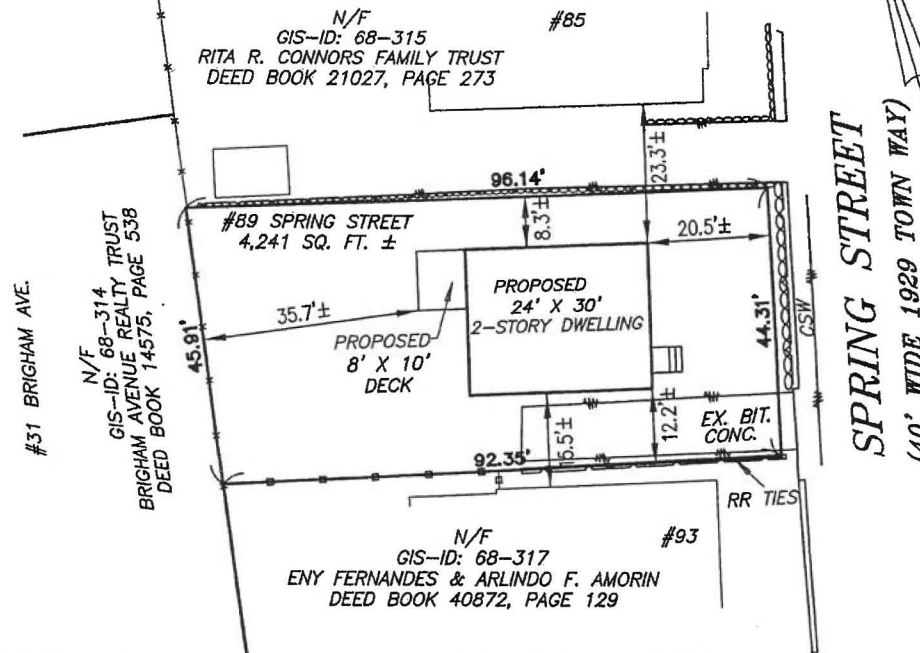 N/F
GIS-ID: 68-315
RITA R. CONNORS FAMILY TRUST
DEED BOOK 21027, PAGE 273
#85
23.3'±
96.14'
#89 SPRING STREET
4,241 SQ. FT. ±
8.3'±
20.5'±
PROPOSED
24' X 30'
2-STORY DWELLING
35.7'±
PROPOSED
8' X 10'
DECK
45.91'
44.31'
CSW
SPRING STREET
(40' WIDE 1929 TOWN WAY)
#31 BRIGHAM AVE.
N/F
GIS-ID: 68-314
BRIGHAM AVENUE REALTY TRUST
DEED BOOK 14575, PAGE 538
15.5'±
12.2'±
EX. BIT.
CONC.
92.35'
RR TIES
N/F
GIS-ID: 68-317
ENY FERNANDES & ARLINDO F. AMORIN
DEED BOOK 40872, PAGE 129
#93